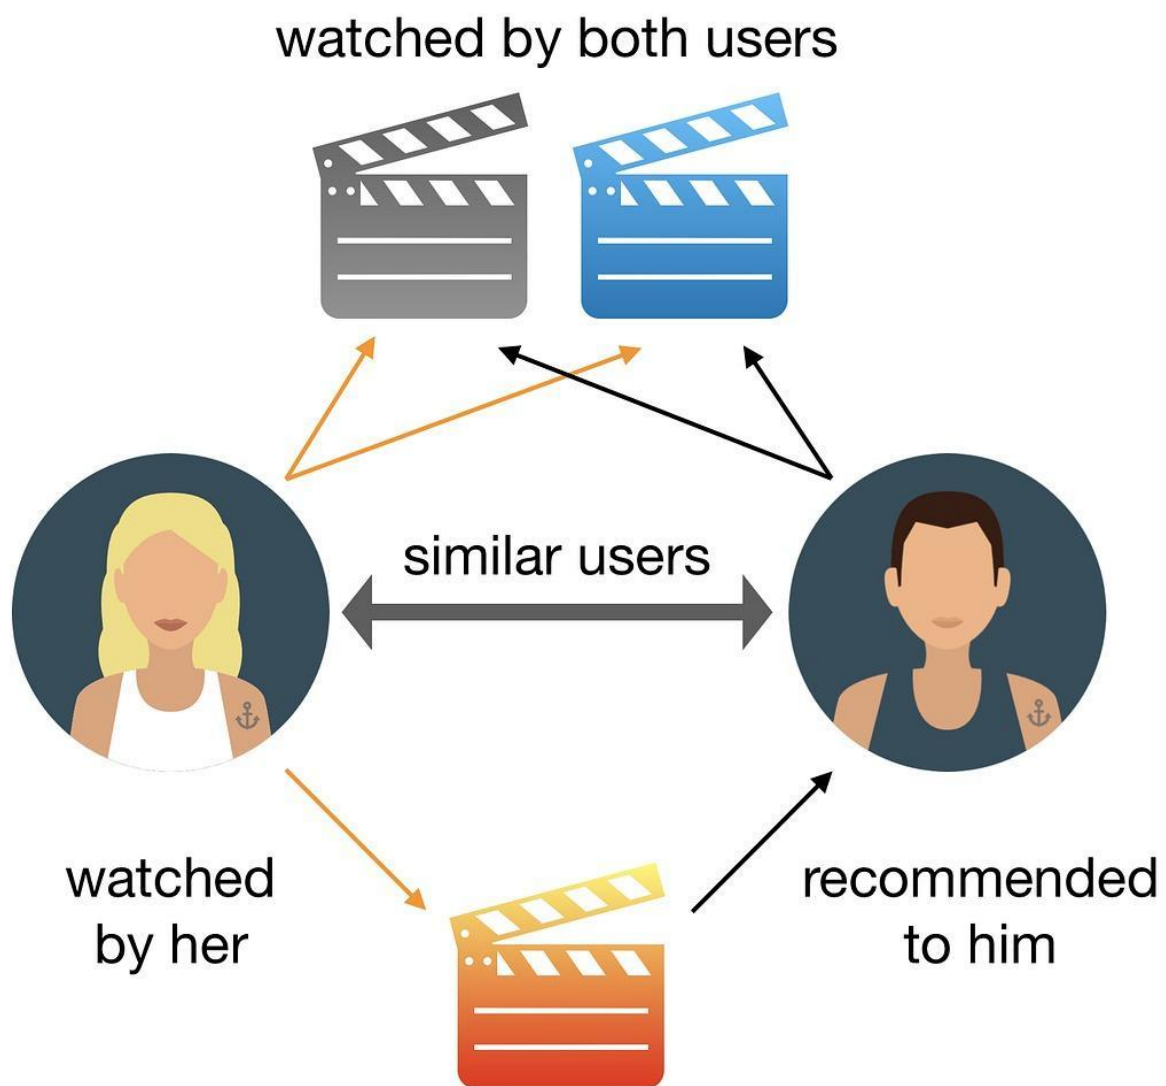 watched by both users
similar users
watched
by her
recommended
to him